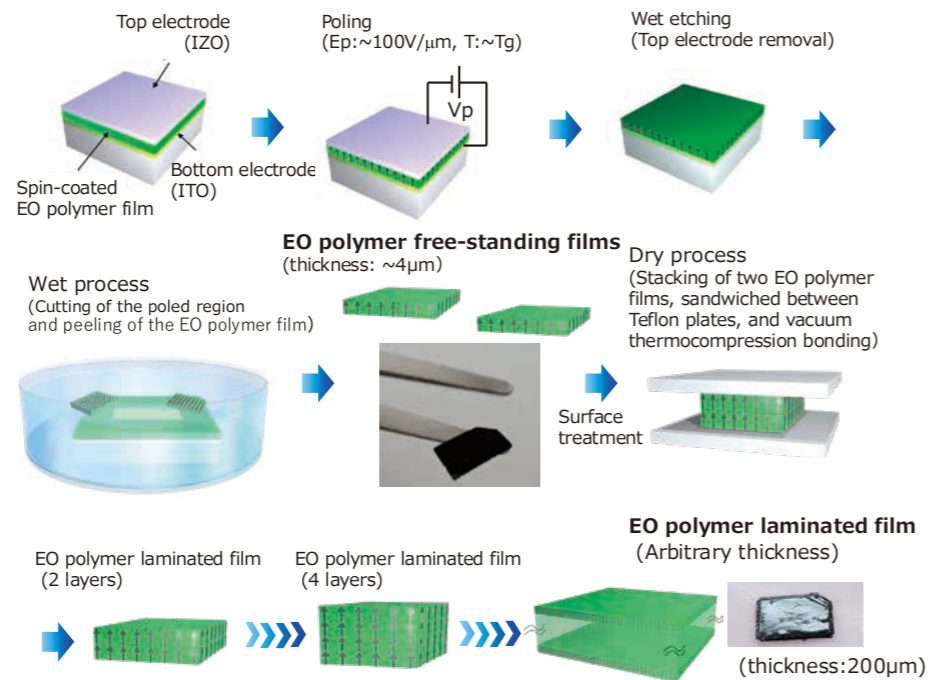 Top electrode
(IZO)
Poling
(Ep:~100V/μm, T:~Tg)
Vp
Wet etching
(Top electrode removal)
Spin-coated
EO polymer film
Bottom electrode
(ITO)
EO polymer free-standing films
(thickness: ~4μm)
Wet process
(Cutting of the poled region
and peeling of the EO polymer film)
Dry process
(Stacking of two EO polymer
films, sandwiched between
Teflon plates, and vacuum
thermocompression bonding)
Surface
treatment
EO polymer laminated film
(2 layers)
EO polymer laminated film
(4 layers)
EO polymer laminated film
(Arbitrary thickness)
(thickness:200μm)